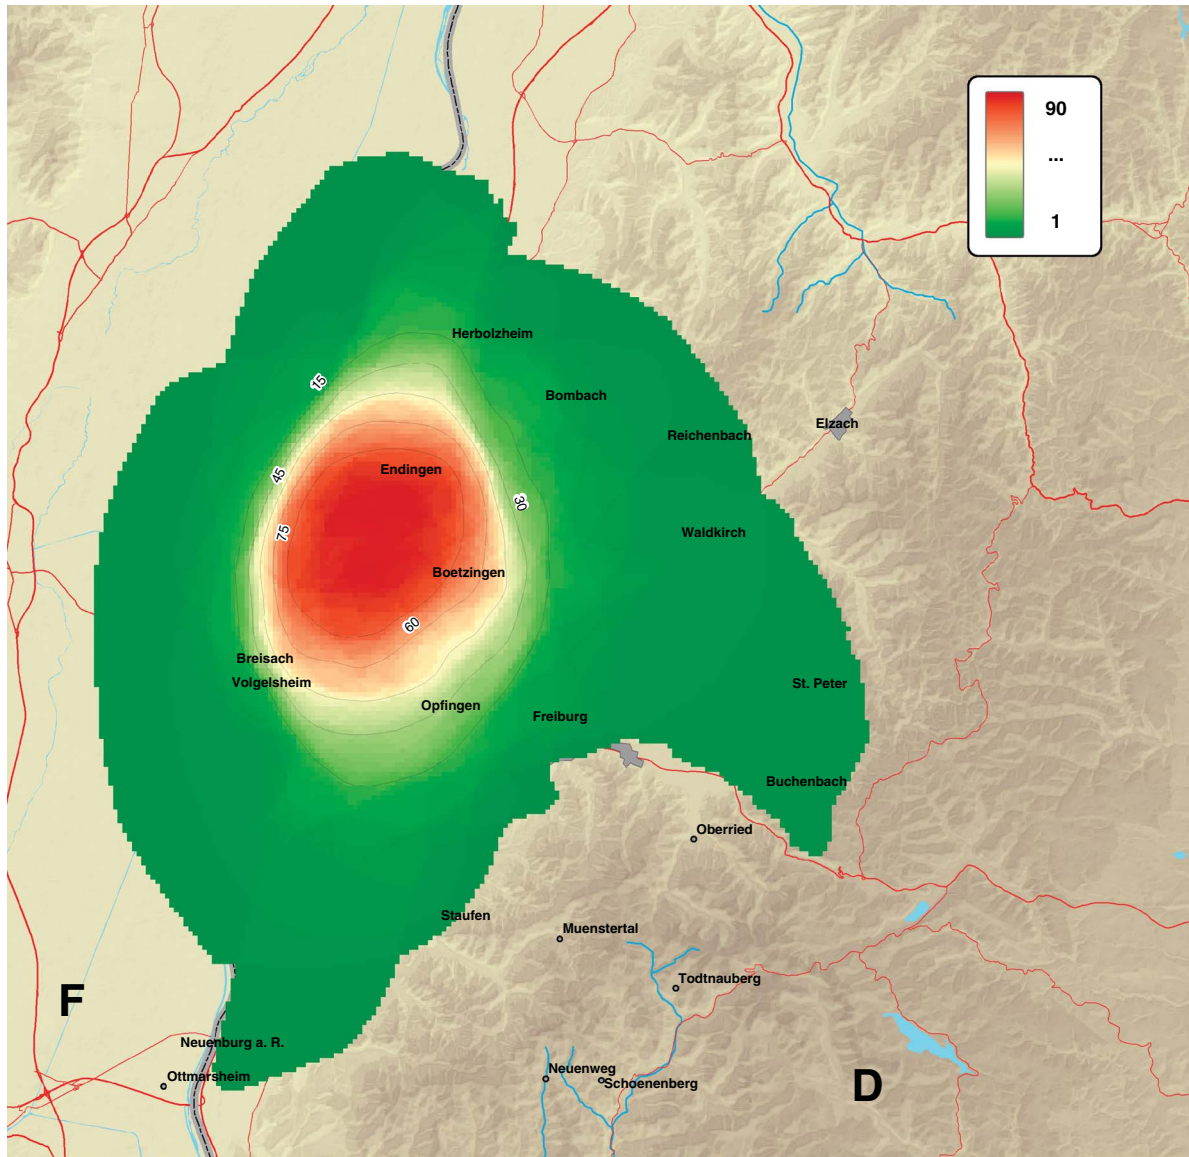 90
...
1
Herbolzheim
15
Bombach
Elzach
Reichenbach
Endingen
45
30
75
Waldkirch
Boetzingen
60
Breisach
Volgelsheim
St. Peter
Opfingen
Freiburg
Buchenbach
Oberried
Staufen
Muenstertal
Todtnauberg
F
Neuenburg a. R.
Ottmarsheim
Neuenweg
Schoenenberg
D